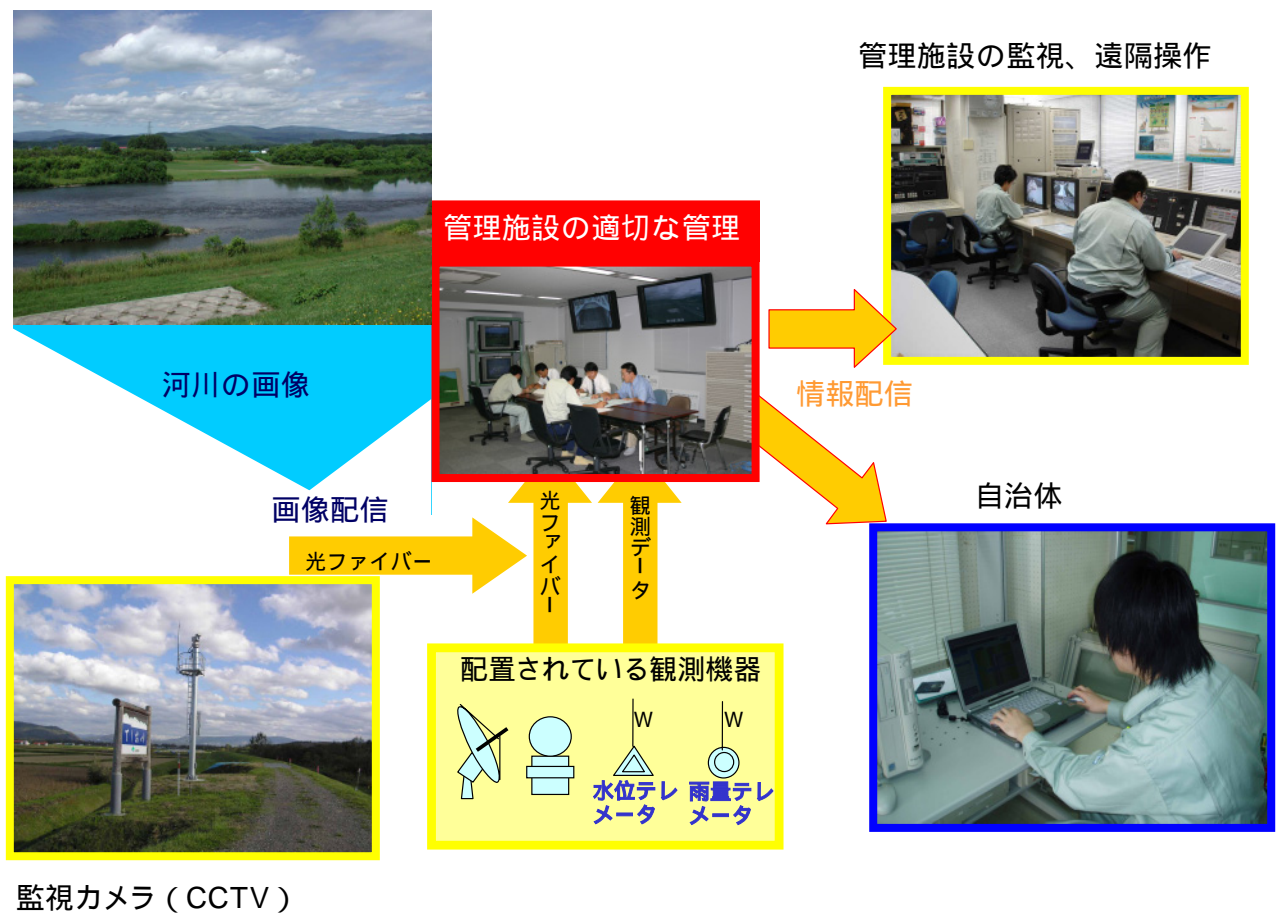 管理施設の監視、遠隔操作
管理施設の適切な管理
河川の画像
情報配信
画像配信
光ファイバー
光ファイバー
観測データ
自治体
配置されている観測機器
W
W
水位テレ
メータ
雨量テレ
メータ
監視カメラ(CCTV)